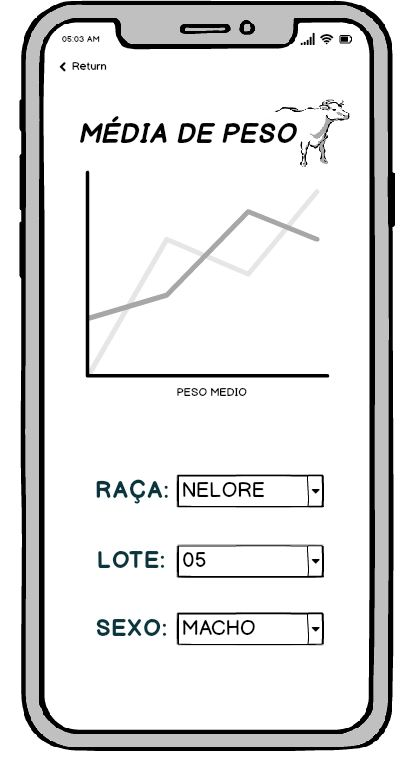 05:03 AM
Return
MÉDIA DE PESO
PESO MEDIO
RAÇA: NELORE
LOTE: 05
SEXO: MACHO